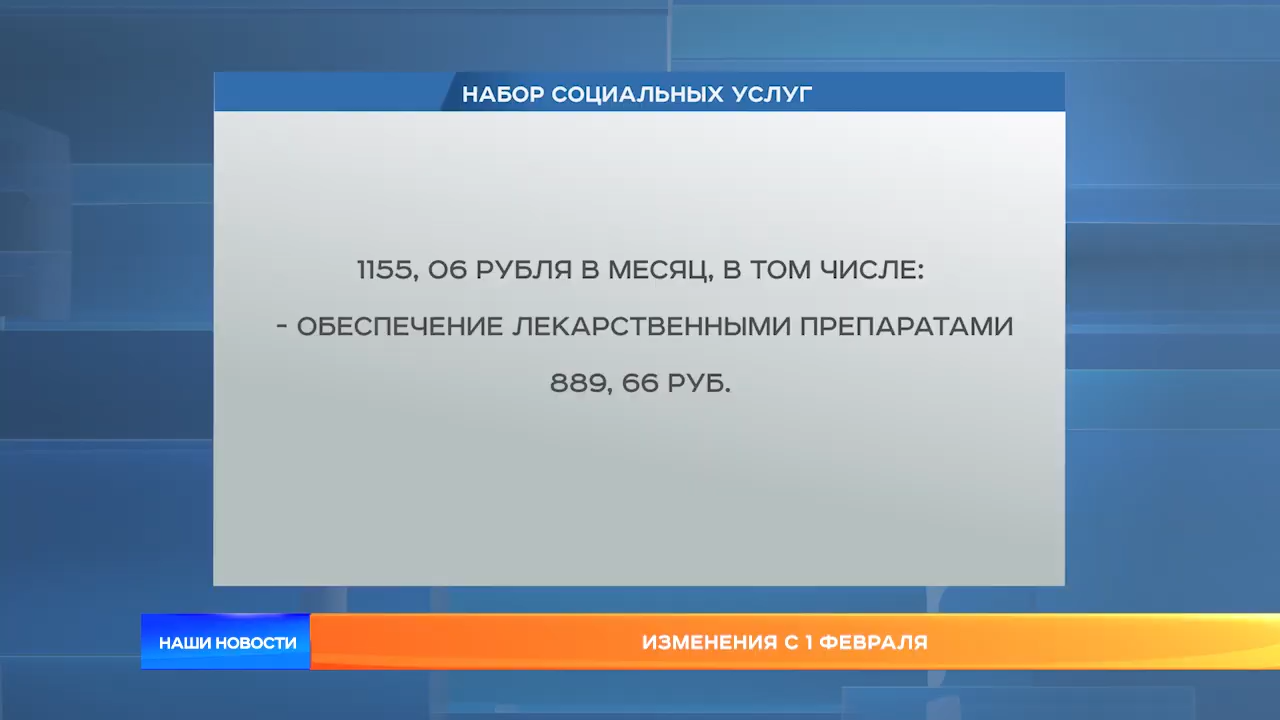 НАБОР СОЦИАЛЬНЫХ УСЛУГ
1155, 06 РУБЛЯ В МЕСЯЦ, В ТОМ ЧИСЛЕ:
- ОБЕСПЕЧЕНИЕ ЛЕКАРСТВЕННЫМИ ПРЕПАРАТАМИ
889, 66 РУБ.
НАШИ НОВОСТИ
ИЗМЕНЕНИЯ С 1 ФЕВРАЛЯ